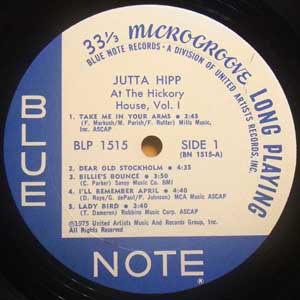 33⅓ MICROGROOVE LONG PLAYING
BLUE NOTE RECORDS • A DIVISION OF UNITED ARTISTS RECORDS, INC.
JUTTA HIPP
At The Hickory
House, Vol. I
1. TAKE ME IN YOUR ARMS • 3:45
(F. Markush/M. Parish/F. Rotter) Mills Music,
Inc. ASCAP
BLP 1515 SIDE 1
(BN 1515-A)
2. DEAR OLD STOCKHOLM • 4:35
3. BILLIE'S BOUNCE • 3:50
(C. Parker) Savoy Music Co. BMI
4. I'LL REMEMBER APRIL • 3:40
(D. Raye/G. dePaul/P. Johnson) MCA Music ASCAP
5. LADY BIRD • 3:40
(T. Dameron) Robbins Music Corp. ASCAP
©1975 United Artists Music And Records Group, Inc.
All Rights Reserved
BLUE
NOTE®